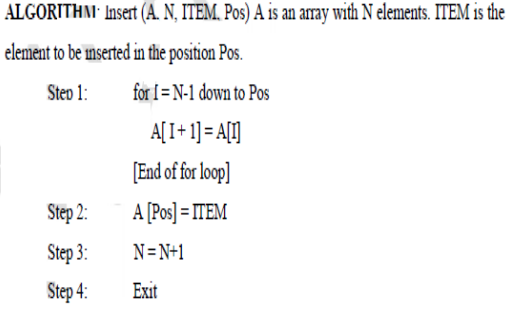 ALGORITHM: Insert (A. N, ITEM, Pos) A is an array with N elements. ITEM is the
element to be inserted in the position Pos.
Step 1: for I = N-1 down to Pos
A[ I + 1] = A[I]
[End of for loop]
Step 2: A [Pos] = ITEM
Step 3: N = N+1
Step 4: Exit